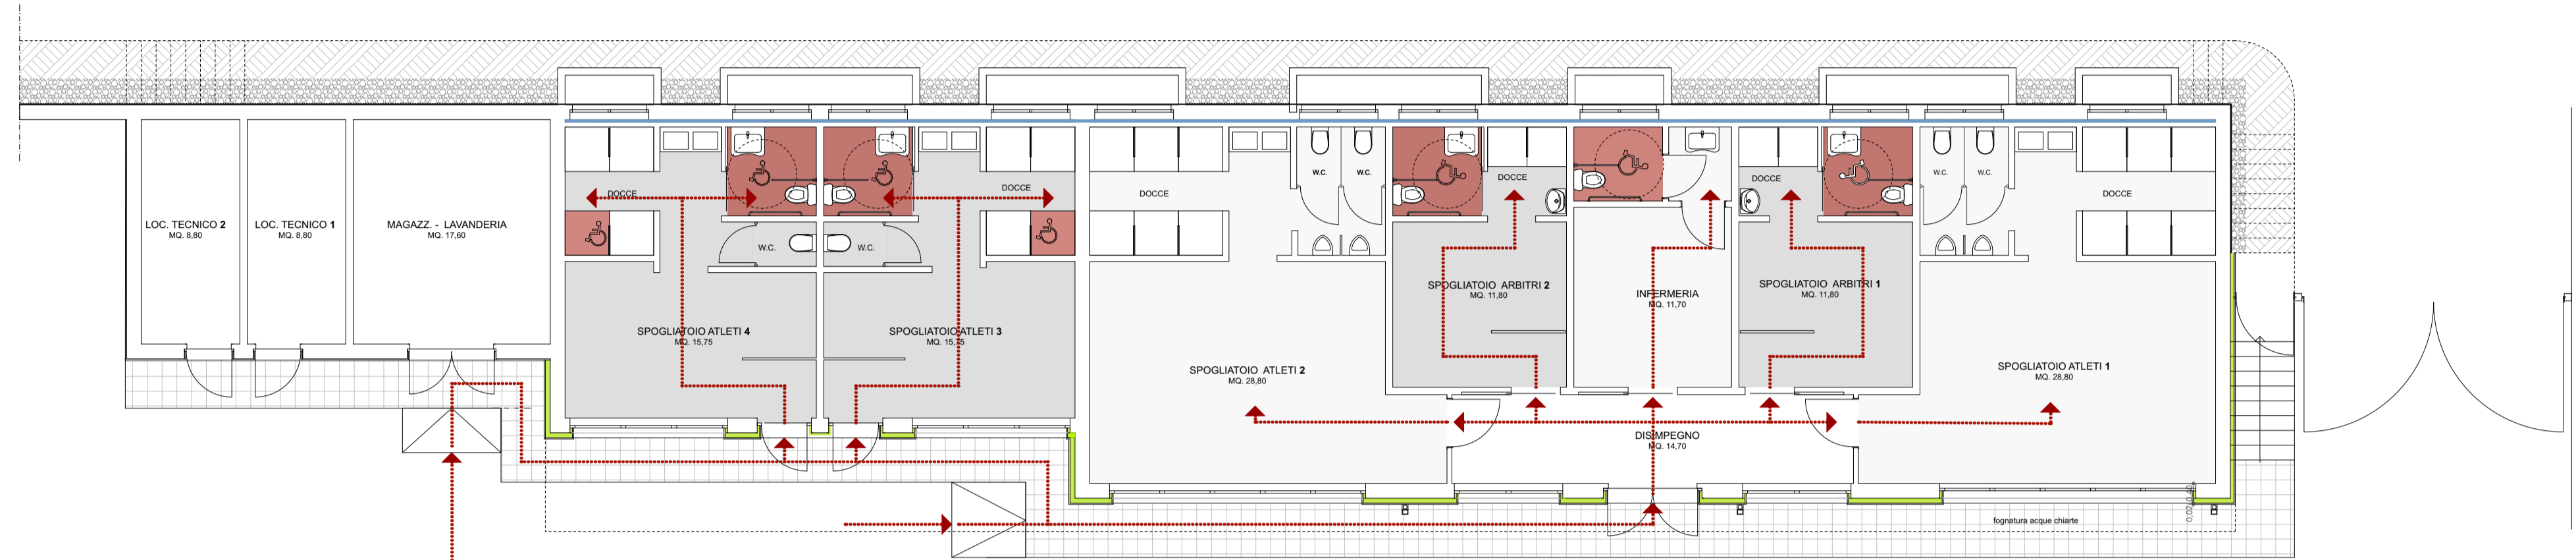 LOC. TECNICO 2
MQ. 8,80
LOC. TECNICO 1
MQ. 8,80
MAGAZZ. - LAVANDERIA
MQ. 17,60
DOCCE
W.C.
SPOGLIATOIO ATLETI 4
MQ. 15,75
W.C.
DOCCE
SPOGLIATOIO ATLETI 3
MQ. 15,75
DOCCE
W.C.
W.C.
SPOGLIATOIO ATLETI 2
MQ. 28,80
DOCCE
SPOGLIATOIO ARBITRI 2
MQ. 11,80
INFERMERIA
MQ. 11,70
DOCCE
SPOGLIATOIO ARBITRI 1
MQ. 11,80
DISIMPEGNO
MQ. 14,70
W.C.
W.C.
DOCCE
SPOGLIATOIO ATLETI 1
MQ. 28,80
fognatura acque chiarte